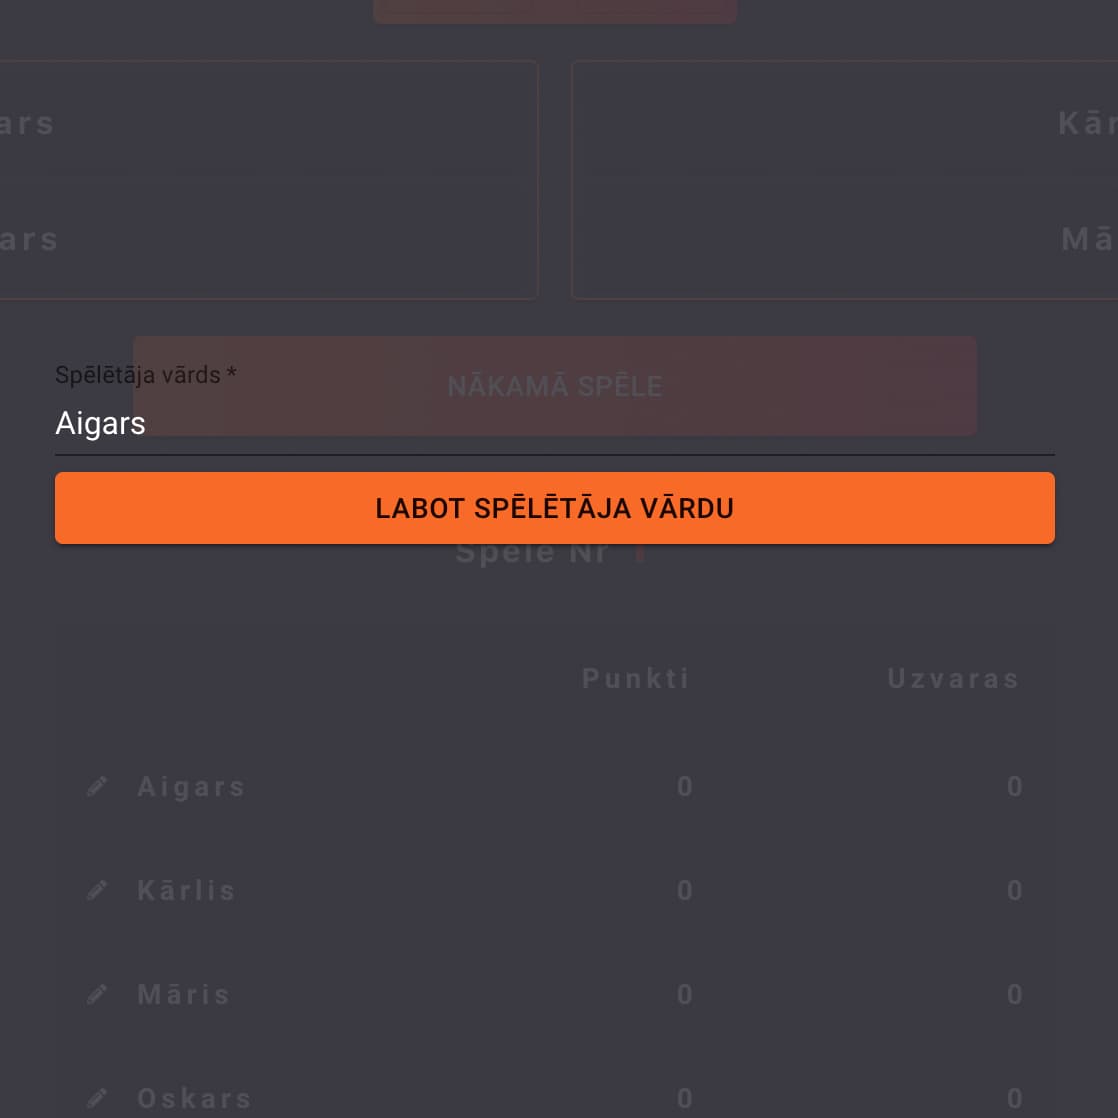 ars
Kār
ars
Mā
NĀKAMĀ SPĒLE
Spēlētāja vārds *
Aigars
LABOT SPĒLĒTĀJA VĀRDU
Spēle Nr
Punkti Uzvaras
Aigars 0 0
Kārlis 0 0
Māris 0 0
Oskars 0 0